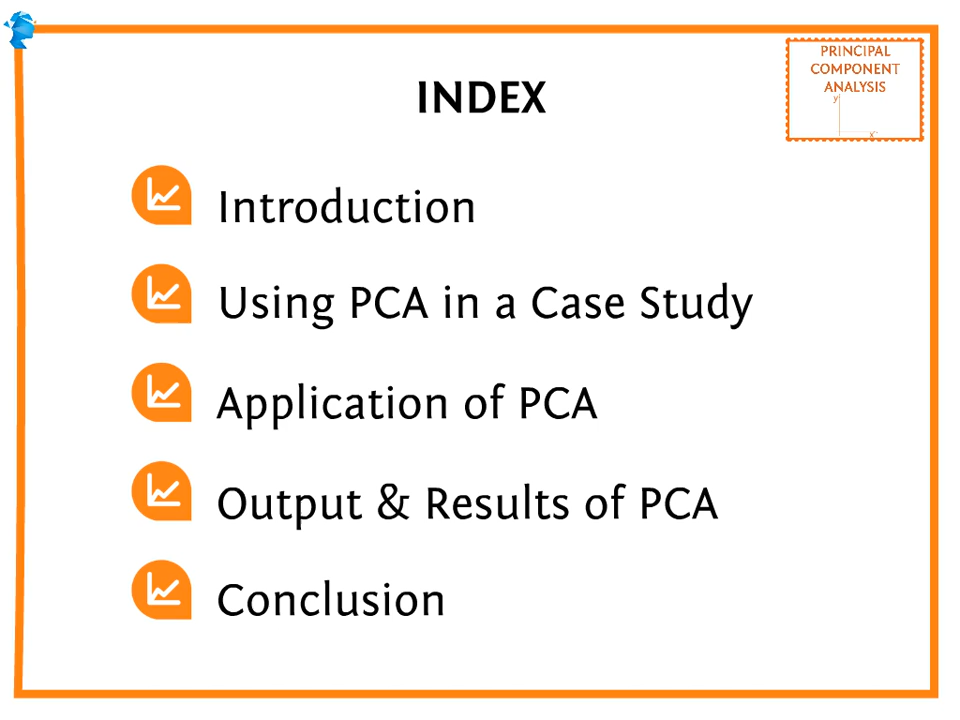 PRINCIPAL
COMPONENT
ANALYSIS
y
x
INDEX
Introduction
Using PCA in a Case Study
Application of PCA
Output & Results of PCA
Conclusion